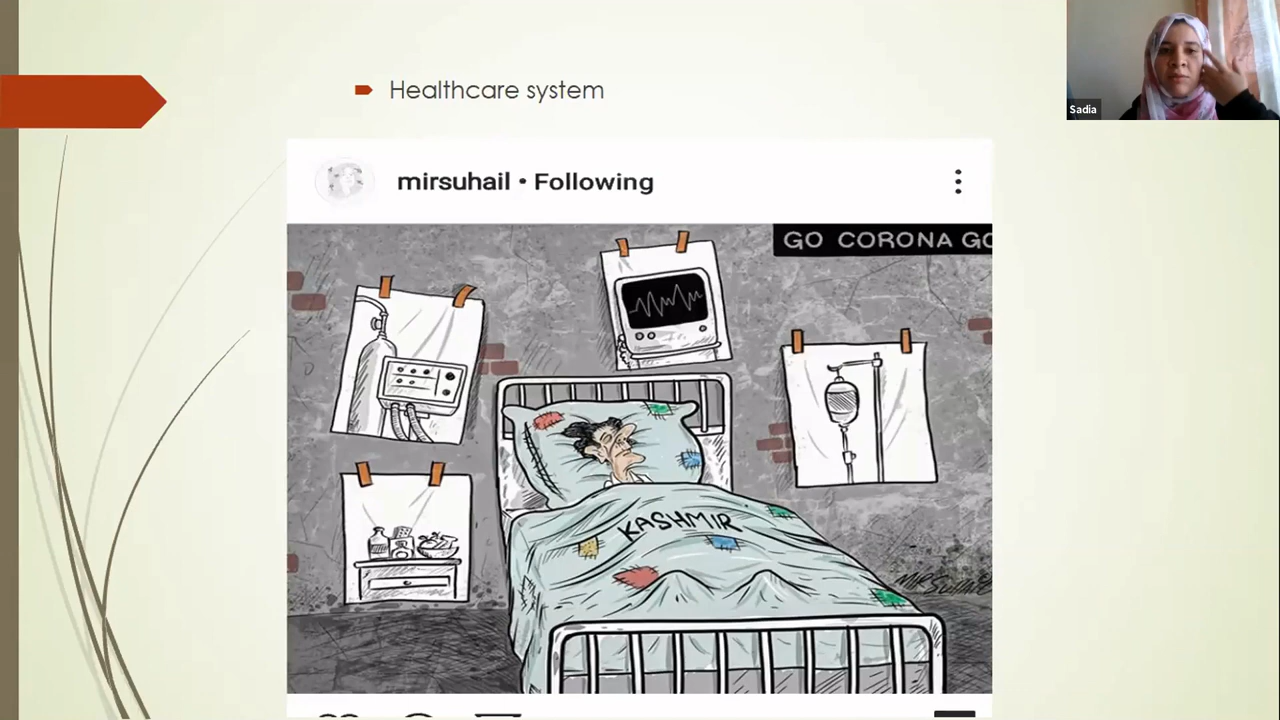 Healthcare system
Sadia
mirsuhail • Following
GO CORONA GO
KASHMIR